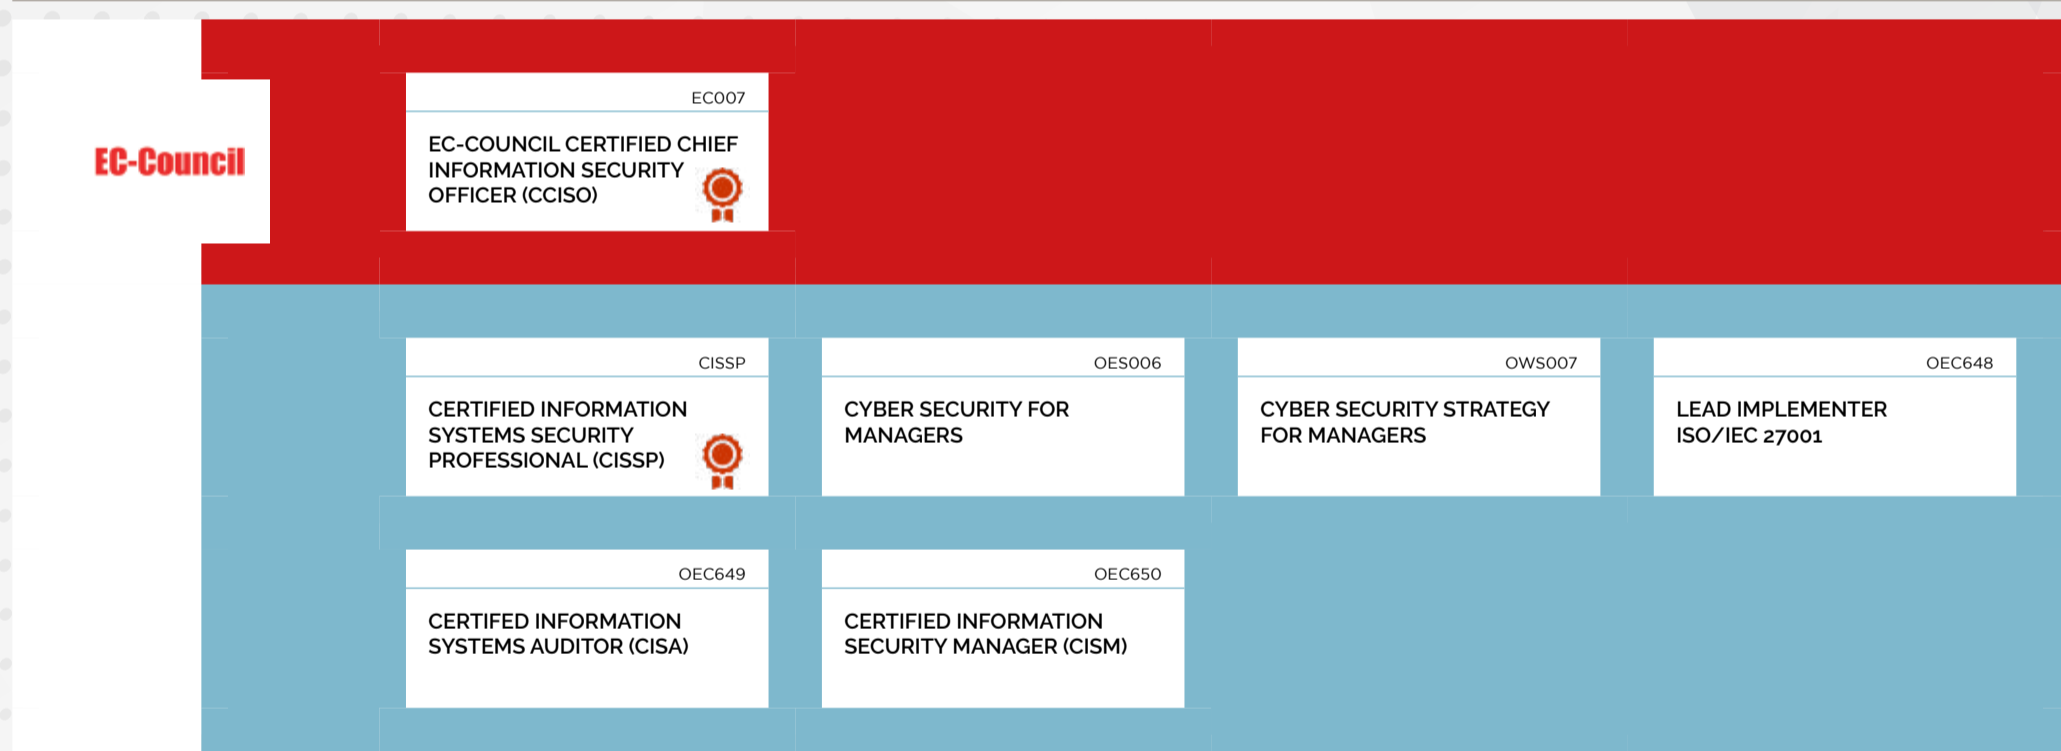 EC-Council
EC007
EC-COUNCIL CERTIFIED CHIEF
INFORMATION SECURITY
OFFICER (CCISO)
CISSP
CERTIFIED INFORMATION
SYSTEMS SECURITY
PROFESSIONAL (CISSP)
OES006
CYBER SECURITY FOR
MANAGERS
OWS007
CYBER SECURITY STRATEGY
FOR MANAGERS
OEC648
LEAD IMPLEMENTER
ISO/IEC 27001
OEC649
CERTIFED INFORMATION
SYSTEMS AUDITOR (CISA)
OEC650
CERTIFIED INFORMATION
SECURITY MANAGER (CISM)